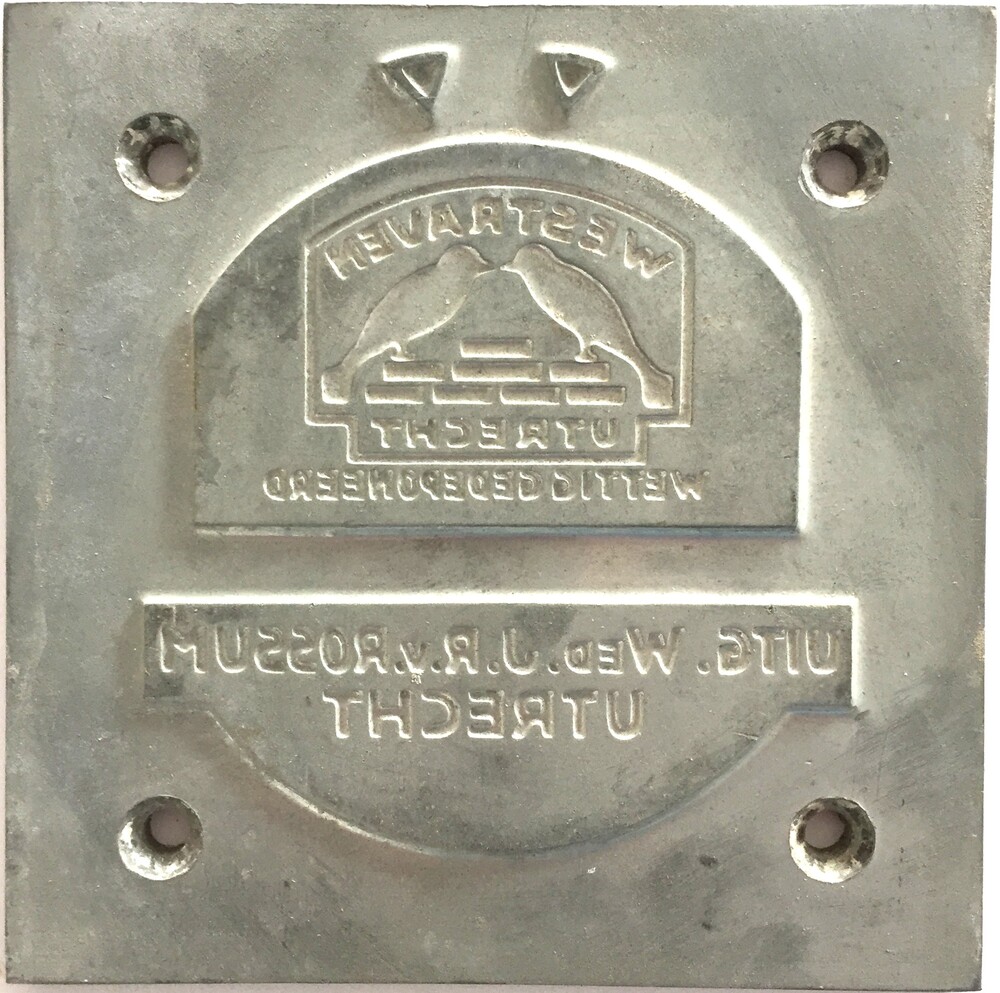 WESTRAVEN
UTRECHT
WETTIG GEDEPONEERD
UITG. WED. J. R. v. ROSSUM
UTRECHT